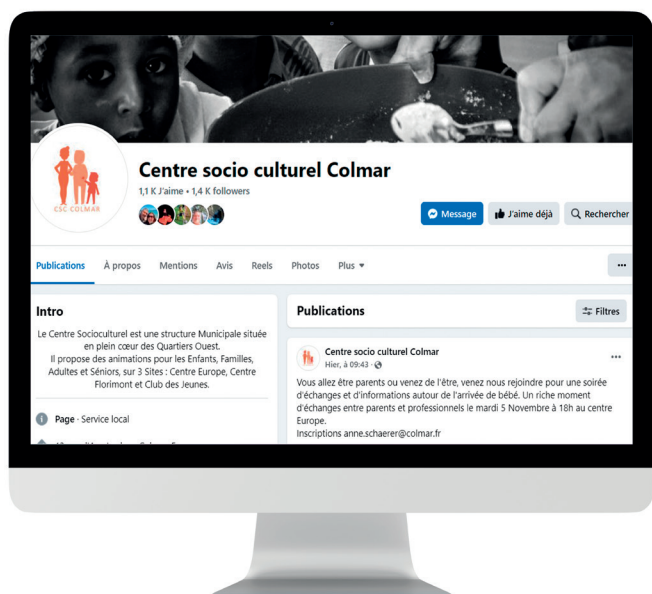 CSC COLMAR
Centre socio culturel Colmar
1,1 K J'aime • 1,4 K followers
Message
J'aime déjà
Rechercher
Publications
À propos
Mentions
Avis
Reels
Photos
Plus
Intro
Le Centre Socioculturel est une structure Municipale située
en plein cœur des Quartiers Ouest.
Il propose des animations pour les Enfants, Familles,
Adultes et Séniors, sur 3 Sites : Centre Europe, Centre
Florimont et Club des Jeunes.
Page · Service local
Publications
Filtres
Centre socio culturel Colmar
Hier, à 09:43 ·
Vous allez être parents ou venez de l'être, venez nous rejoindre pour une soirée
d'échanges et d'informations autour de l'arrivée de bébé. Un riche moment
d'échanges entre parents et professionnels le mardi 5 Novembre à 18h au centre
Europe.
Inscriptions anne.schaerer@colmar.fr